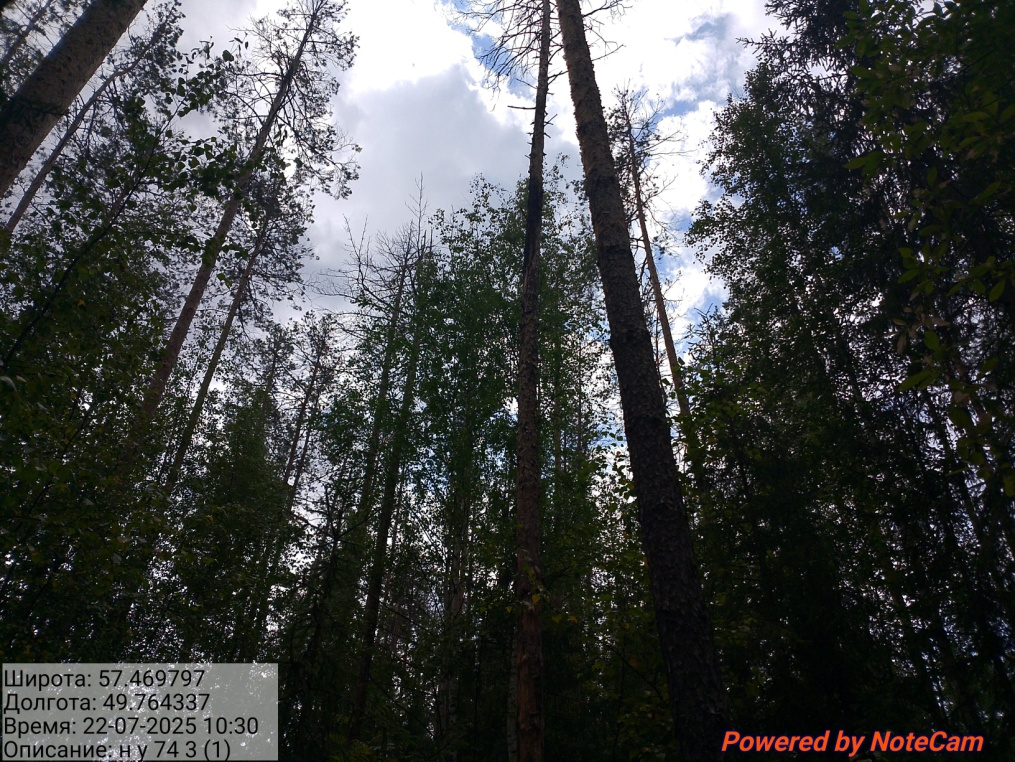 Широта: 57.469797
Долгота: 49.764337
Время: 22-07-2025 10:30
Описание: н у 74 3 (1)
Powered by NoteCam